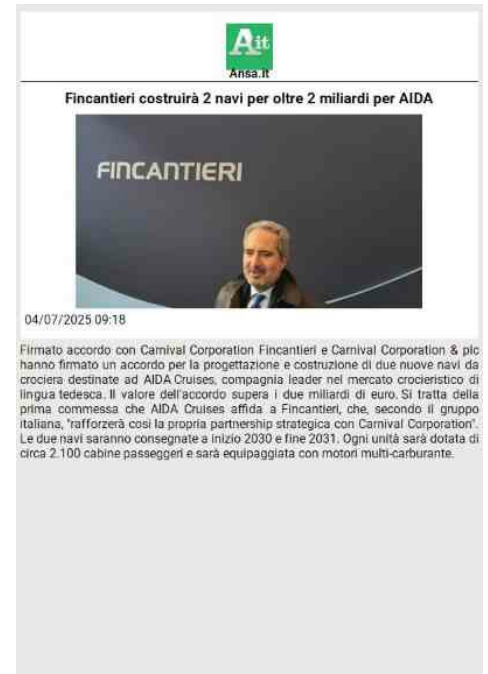 Ait
Ansa.it
Fincantieri costruirà 2 navi per oltre 2 miliardi per AIDA
FINCANTIERI
04/07/2025 09:18
Firmato accordo con Carnival Corporation Fincantieri e Carnival Corporation & plc
hanno firmato un accordo per la progettazione e costruzione di due nuove navi da
crociera destinate ad AIDA Cruises, compagnia leader nel mercato crocieristico di
lingua tedesca. Il valore dell'accordo supera i due miliardi di euro. Si tratta della
prima commessa che AIDA Cruises affida a Fincantieri, che, secondo il gruppo
italiana, "rafforzerà così la propria partnership strategica con Carnival Corporation".
Le due navi saranno consegnate a inizio 2030 e fine 2031. Ogni unità sarà dotata di
circa 2.100 cabine passeggeri e sarà equipaggiata con motori multi-carburante.